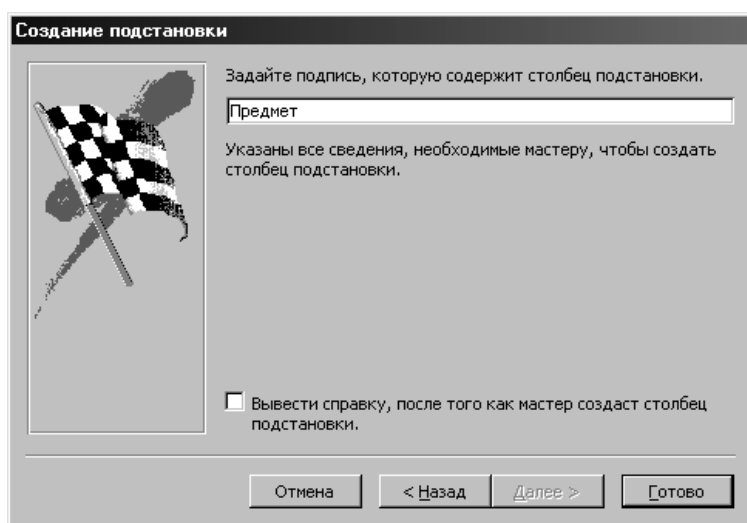 Создание подстановки
Задайте подпись, которую содержит столбец подстановки.
Предмет
Указаны все сведения, необходимые мастеру, чтобы создать
столбец подстановки.
Вывести справку, после того как мастер создаст столбец
подстановки.
Отмена
< Назад
Далее >
Готово